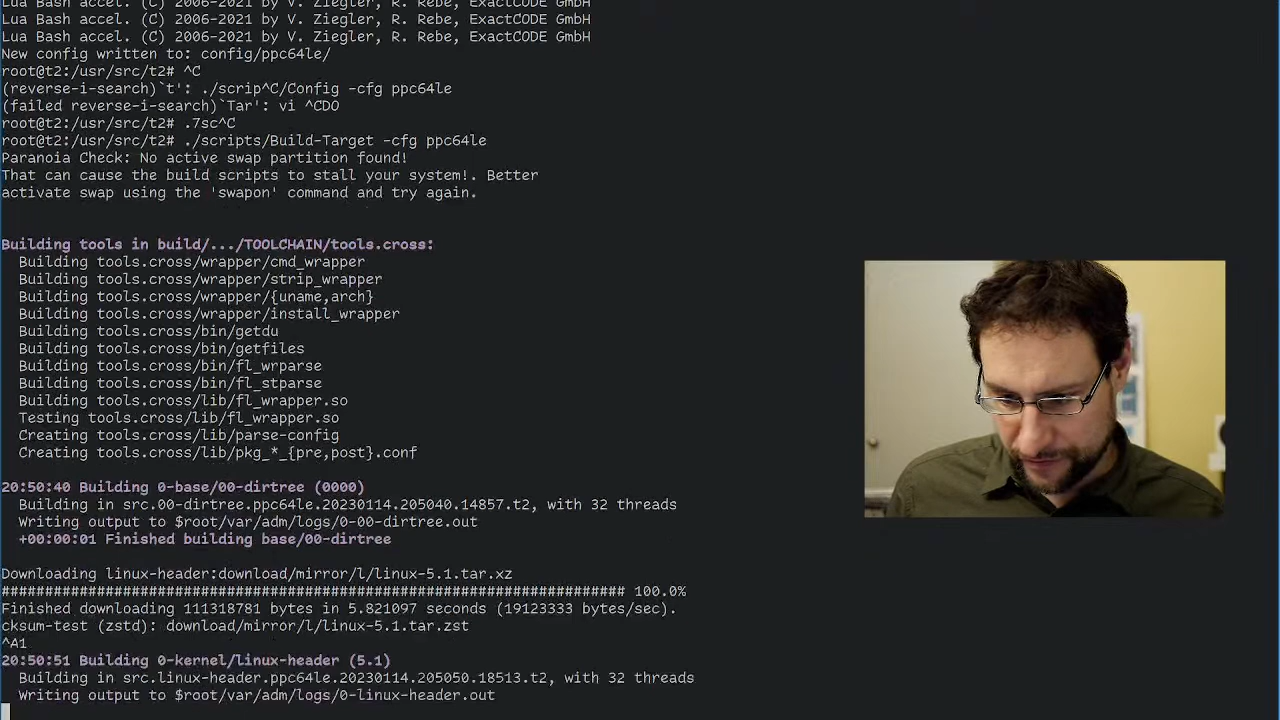 Lua Bash accel. (C) 2006-2021 by V. Ziegler, R. Rebe, ExactCODE GmbH
Lua Bash accel. (C) 2006-2021 by V. Ziegler, R. Rebe, ExactCODE GmbH
Lua Bash accel. (C) 2006-2021 by V. Ziegler, R. Rebe, ExactCODE GmbH
New config written to: config/ppc64le/
root@t2:/usr/src/t2# ^C
(reverse-i-search)`t': ./scrip^C/Config -cfg ppc64le
(failed reverse-i-search)`Tar': vi ^CDO
root@t2:/usr/src/t2# .7sc^C
root@t2:/usr/src/t2# ./scripts/Build-Target -cfg ppc64le
Paranoia Check: No active swap partition found!
That can cause the build scripts to stall your system!. Better
activate swap using the 'swapon' command and try again.
Building tools in build/.../TOOLCHAIN/tools.cross:
Building tools.cross/wrapper/cmd_wrapper
Building tools.cross/wrapper/strip_wrapper
Building tools.cross/wrapper/{uname,arch}
Building tools.cross/wrapper/install_wrapper
Building tools.cross/bin/getdu
Building tools.cross/bin/getfiles
Building tools.cross/bin/fl_wrparse
Building tools.cross/bin/fl_stparse
Building tools.cross/lib/fl_wrapper.so
Testing tools.cross/lib/fl_wrapper.so
Creating tools.cross/lib/parse-config
Creating tools.cross/lib/pkg_*_{pre,post}.conf
20:50:40 Building 0-base/00-dirtree (0000)
Building in src.00-dirtree.ppc64le.20230114.205040.14857.t2, with 32 threads
Writing output to $root/var/adm/logs/0-00-dirtree.out
+00:00:01 Finished building base/00-dirtree
Downloading linux-header:download/mirror/l/linux-5.1.tar.xz
######################################################################## 100.0%
Finished downloading 111318781 bytes in 5.821097 seconds (19123333 bytes/sec).
cksum-test (zstd): download/mirror/l/linux-5.1.tar.zst
^A1
20:50:51 Building 0-kernel/linux-header (5.1)
Building in src.linux-header.ppc64le.20230114.205050.18513.t2, with 32 threads
Writing output to $root/var/adm/logs/0-linux-header.out